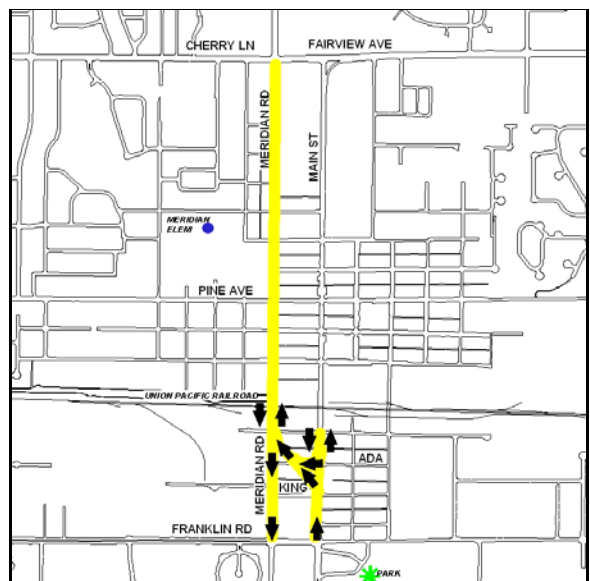 CHERRY LN
FAIRVIEW AVE
MERIDIAN RD
MAIN ST
MERIDIAN
ELEM
PINE AVE
UNION PACIFIC RAILROAD
MERIDIAN RD
ADA
KING
FRANKLIN RD
PARK